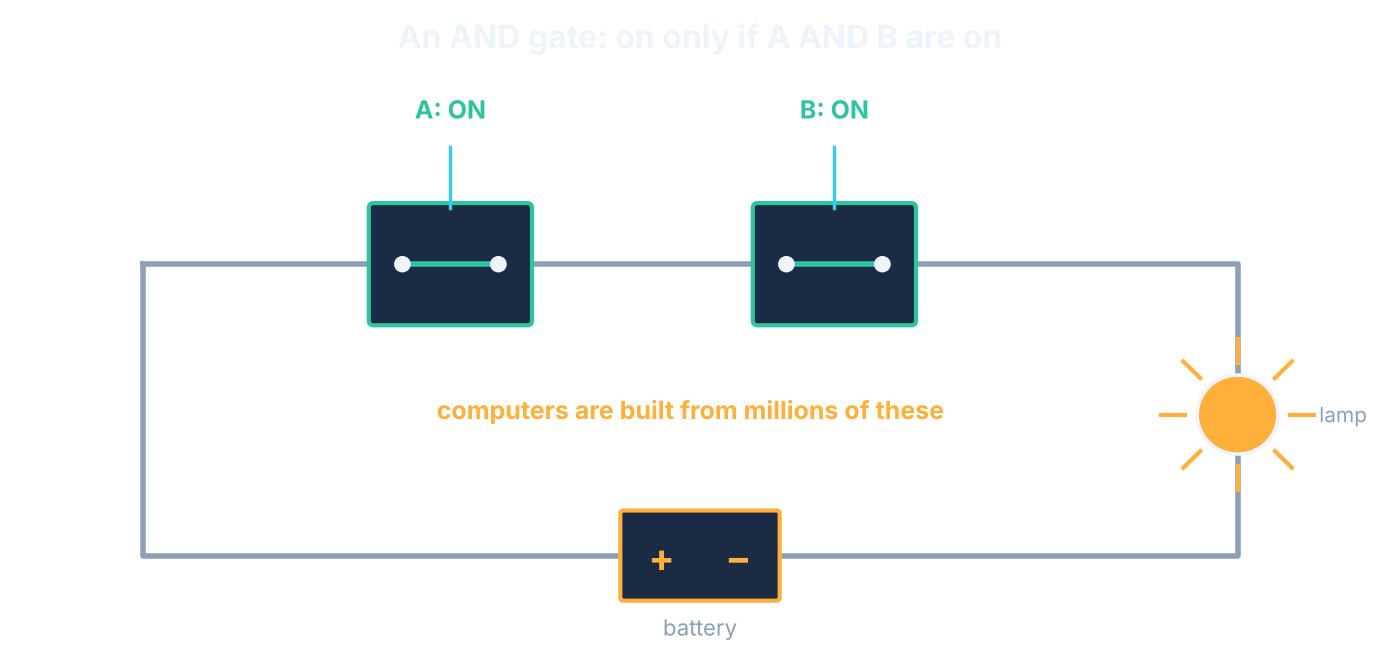 An AND gate: on only if A AND B are on
A: ON
B: ON
computers are built from millions of these
lamp
+ −
battery